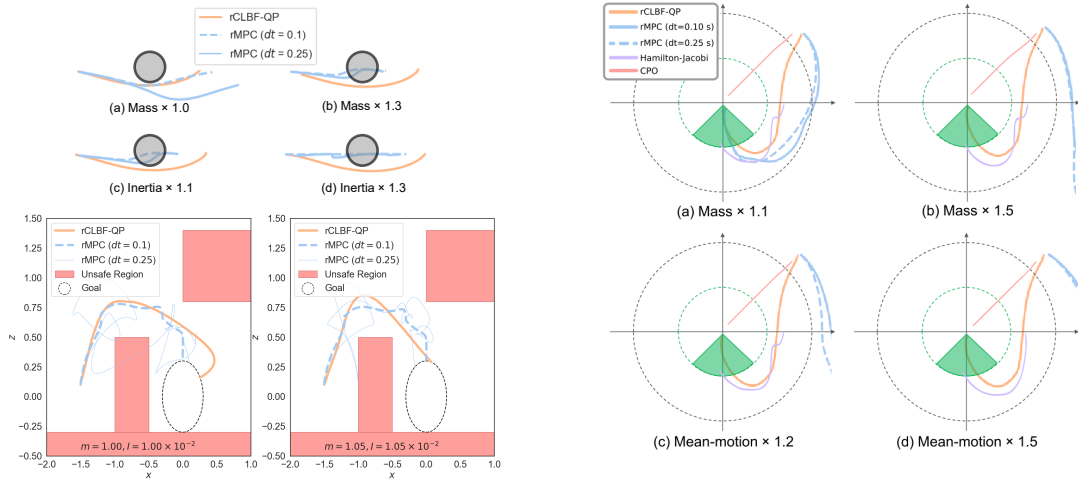 rCLBF-QP
rMPC (dt = 0.1)
rMPC (dt = 0.25)
(a) Mass × 1.0
(b) Mass × 1.3
(c) Inertia × 1.1
(d) Inertia × 1.3
1.50
1.25
1.00
0.75
0.50
0.25
0.00
−0.25
−0.50
z
rCLBF-QP
rMPC (dt = 0.1)
rMPC (dt = 0.25)
Unsafe Region
Goal
m = 1.00, I = 1.00 × 10⁻²
−2.0 −1.5 −1.0 −0.5 0.0 0.5 1.0
x
1.50
1.25
1.00
0.75
0.50
0.25
0.00
−0.25
−0.50
z
rCLBF-QP
rMPC (dt = 0.1)
rMPC (dt = 0.25)
Unsafe Region
Goal
m = 1.05, I = 1.05 × 10⁻²
−2.0 −1.5 −1.0 −0.5 0.0 0.5 1.0
x
rCLBF-QP
rMPC (dt=0.10 s)
rMPC (dt=0.25 s)
Hamilton-Jacobi
CPO
(a) Mass × 1.1
(b) Mass × 1.5
(c) Mean-motion × 1.2
(d) Mean-motion × 1.5